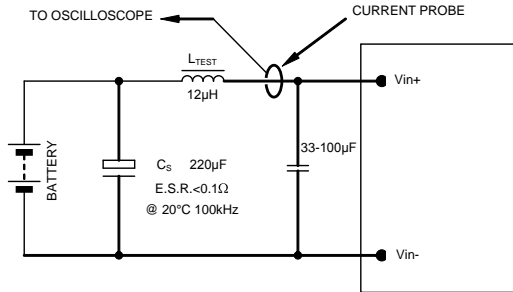 TO OSCILLOSCOPE
CURRENT PROBE
LTEST
12µH
Vin+
BATTERY
CS 220µF
E.S.R.<0.1Ω
@ 20°C 100kHz
33-100µF
Vin-